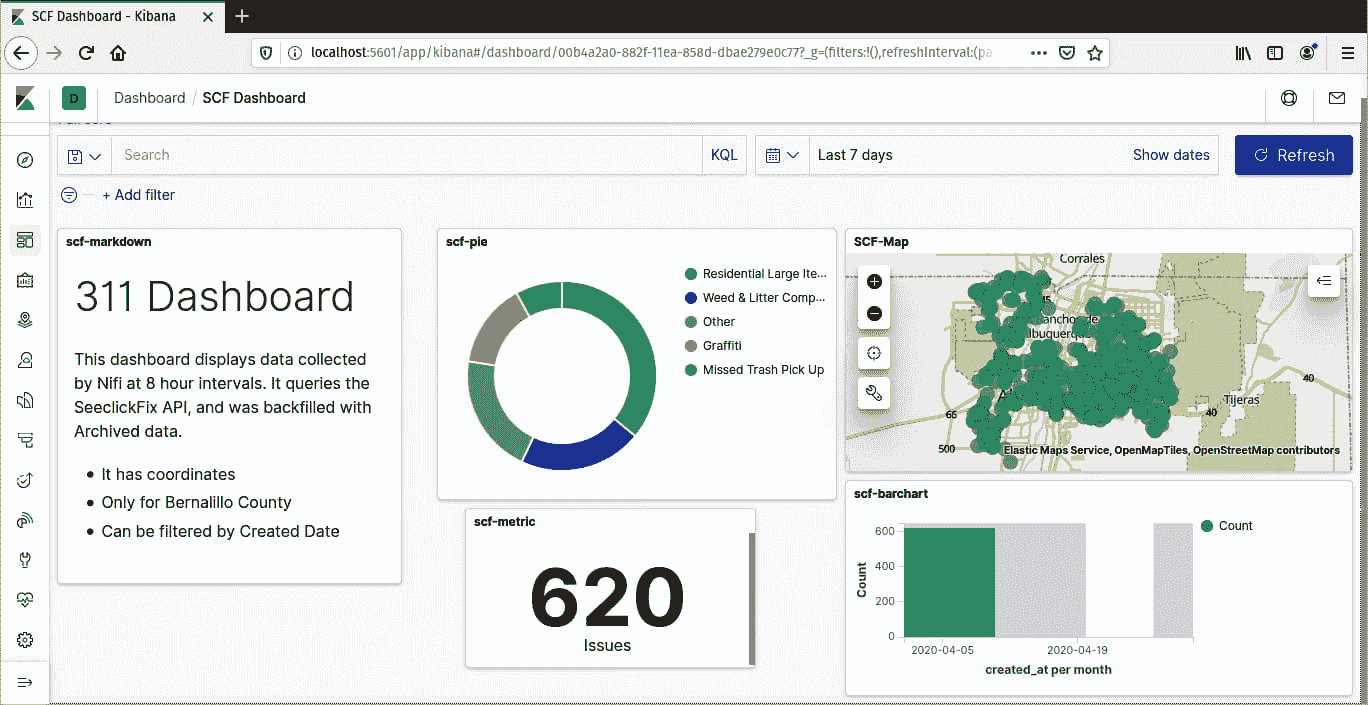 SCF Dashboard - Kibana
localhost:5601/app/kibana#/dashboard/00b4a2a0-882f-11ea-858d-dbae279e0c77?_g=(filters:!(),refreshInterval:(pa
D Dashboard / SCF Dashboard
Search KQL Last 7 days Show dates Refresh
+ Add filter
scf-markdown
311 Dashboard
This dashboard displays data collected
by Nifi at 8 hour intervals. It queries the
SeeclickFix API, and was backfilled with
Archived data.
• It has coordinates
• Only for Bernalillo County
• Can be filtered by Created Date
scf-pie
Residential Large Ite...
Weed & Litter Comp...
Other
Graffiti
Missed Trash Pick Up
scf-metric
620
Issues
SCF-Map
Corrales
45
ancho de
lbuquerqu
40
Tijeras
66
40
500
Elastic Maps Service, OpenMapTiles, OpenStreetMap contributors
scf-barchart
Count
600
400
200
0
Count
2020-04-05 2020-04-19
created_at per month